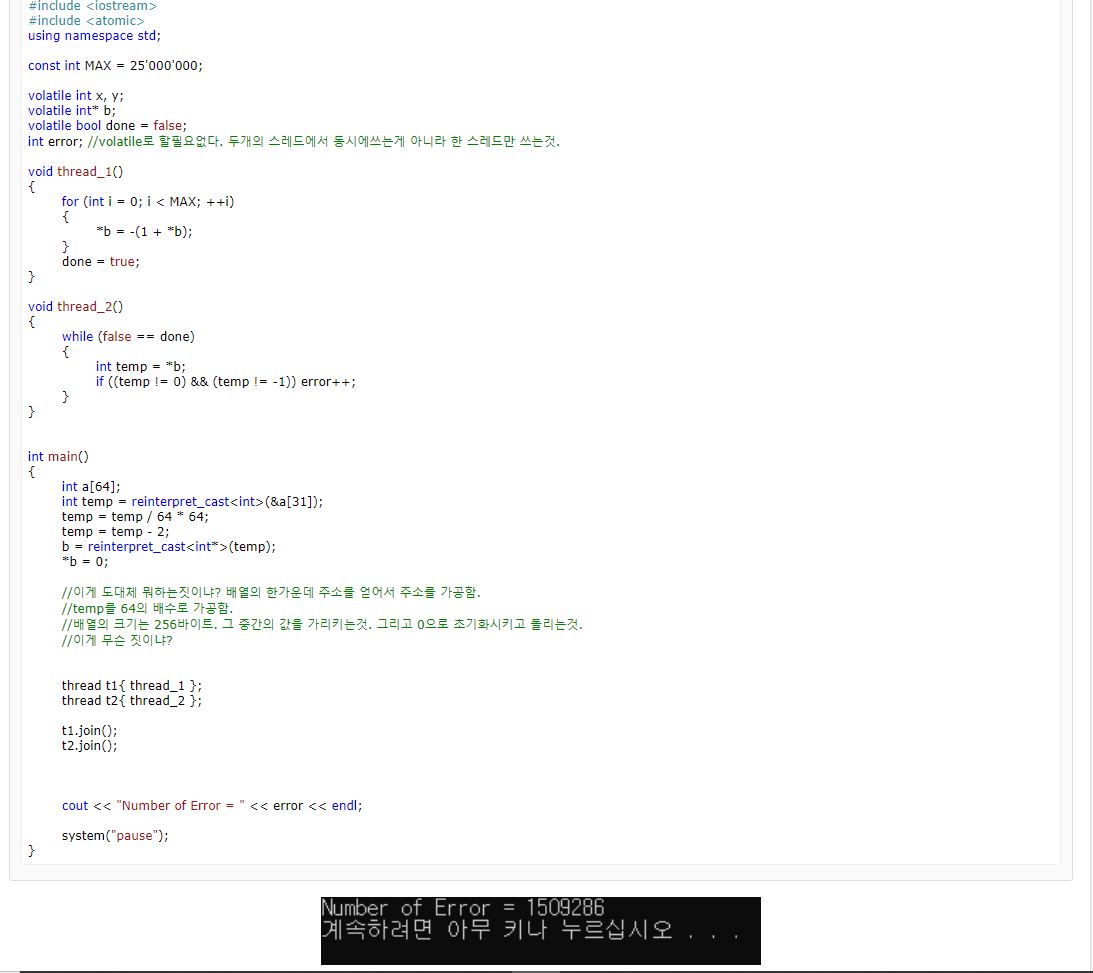 #include <iostream>
#include <atomic>
using namespace std;
const int MAX = 25'000'000;
volatile int x, y;
volatile int* b;
volatile bool done = false;
int error; //volatile로 할필요없다. 두개의 스레드에서 동시에쓰는게 아니라 한 스레드만 쓰는것.
void thread_1()
{
for (int i = 0; i < MAX; ++i)
{
*b = -(1 + *b);
}
done = true;
}
void thread_2()
{
while (false == done)
{
int temp = *b;
if ((temp != 0) && (temp != -1)) error++;
}
}
int main()
{
int a[64];
int temp = reinterpret_cast<int>(&a[31]);
temp = temp / 64 * 64;
temp = temp - 2;
b = reinterpret_cast<int*>(temp);
*b = 0;
//이게 도대체 뭐하는짓이냐? 배열의 한가운데 주소를 얻어서 주소를 가공함.
//temp를 64의 배수로 가공함.
//배열의 크기는 256바이트. 그 중간의 값을 가리키는것. 그리고 0으로 초기화시키고 돌리는것.
//이게 무슨 짓이냐?
thread t1{ thread_1 };
thread t2{ thread_2 };
t1.join();
t2.join();
cout << "Number of Error = " << error << endl;
system("pause");
}
Number of Error = 1509286
계속하려면 아무 키나 누르십시오 . . .